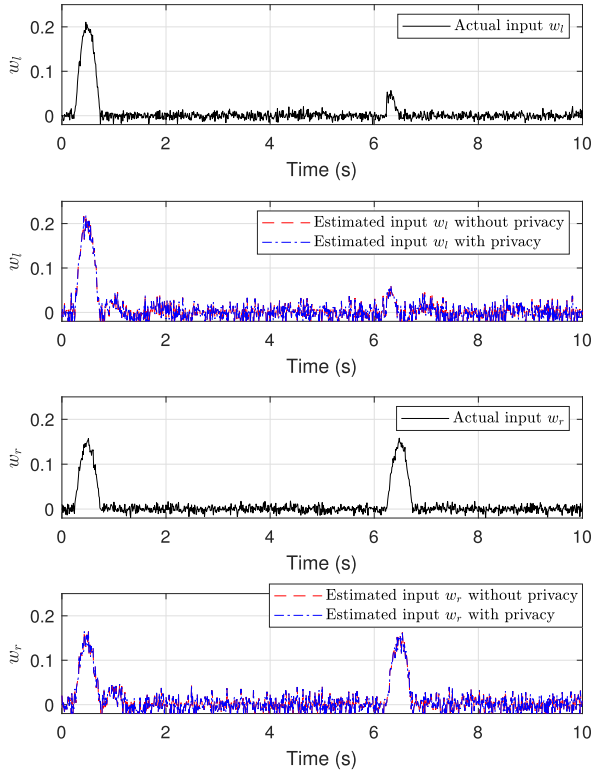 0.2
0.1
0
w_l
Actual input w_l
0 2 4 6 8 10
Time (s)
0.2
0.1
0
w_l
Estimated input w_l without privacy
Estimated input w_l with privacy
0 2 4 6 8 10
Time (s)
0.2
0.1
0
w_r
Actual input w_r
0 2 4 6 8 10
Time (s)
0.2
0.1
0
w_r
Estimated input w_r without privacy
Estimated input w_r with privacy
0 2 4 6 8 10
Time (s)